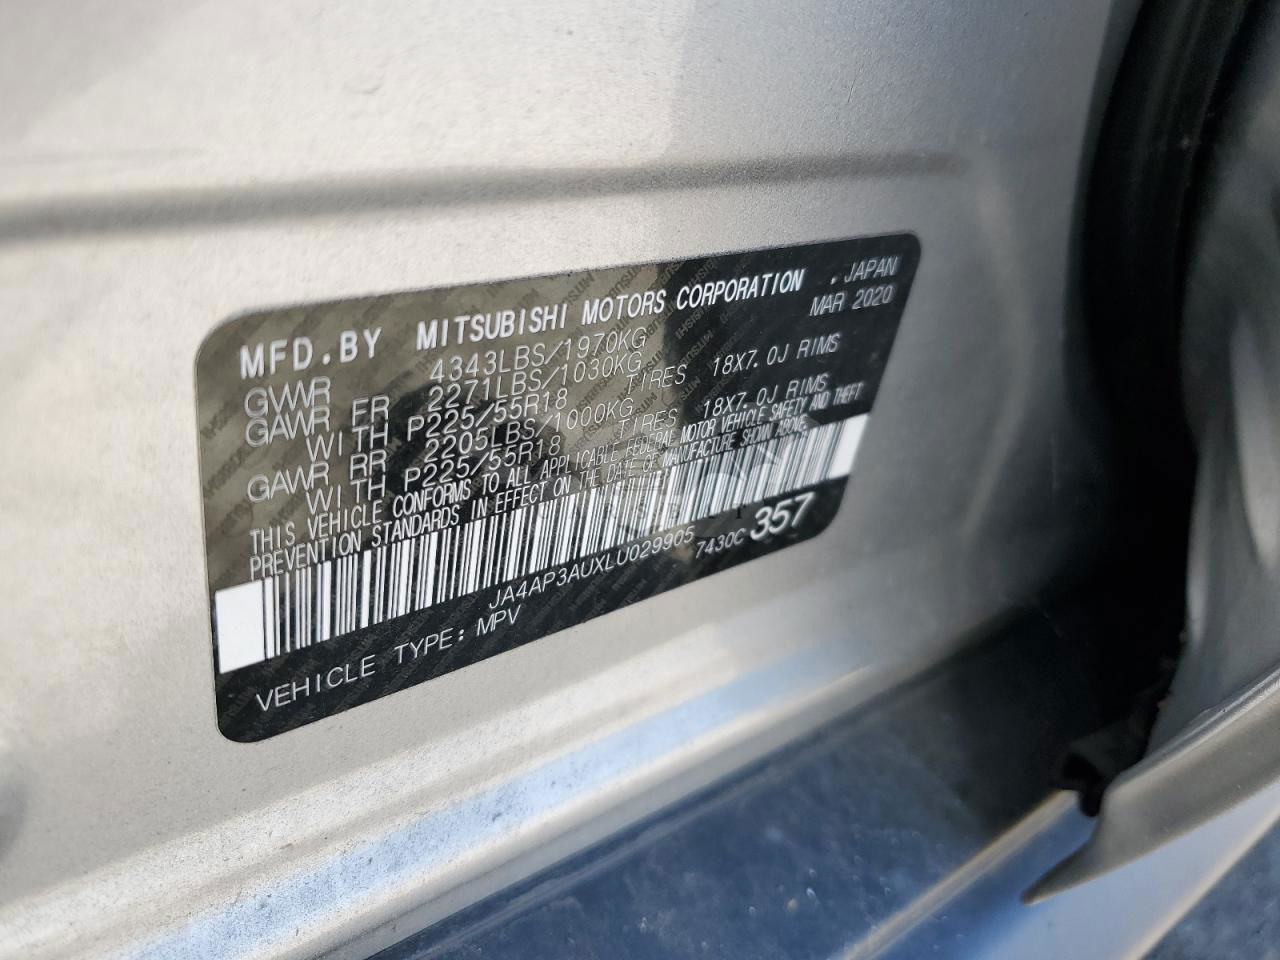 MFD.BY MITSUBISHI MOTORS CORPORATION .JAPAN
MAR 2020
GVWR 4343LBS/1970KG
GAWR FR 2271LBS/1030KG
WITH P225/55R18 TIRES 18X7.0J RIMS
GAWR RR 2205LBS/1000KG
WITH P225/55R18 TIRES 18X7.0J RIMS
THIS VEHICLE CONFORMS TO ALL APPLICABLE FEDERAL MOTOR VEHICLE SAFETY AND THEFT
PREVENTION STANDARDS IN EFFECT ON THE DATE OF MANUFACTURE SHOWN ABOVE.
JA4AP3AUXLU029905 7430C 357
VEHICLE TYPE: MPV